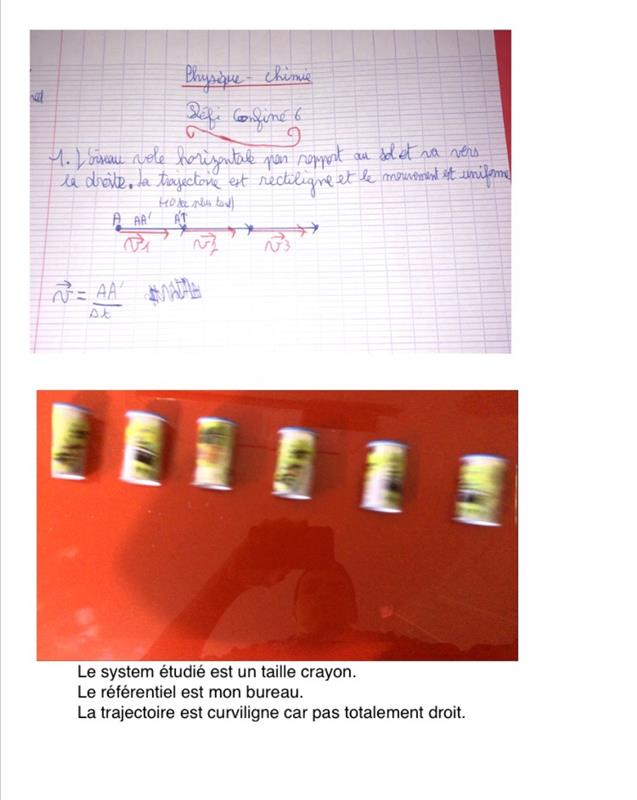 Physique - chimie
Défi Confiné 6
1. L'oiseau vole horizontale par rapport au sol et va vers
la droite. La trajectoire est rectiligne et le mouvement est uniforme
plus tard)
A AA' A'
v1 v2 v3
v = AA'
Δt
Le system étudié est un taille crayon.
Le référentiel est mon bureau.
La trajectoire est curviligne car pas totalement droit.